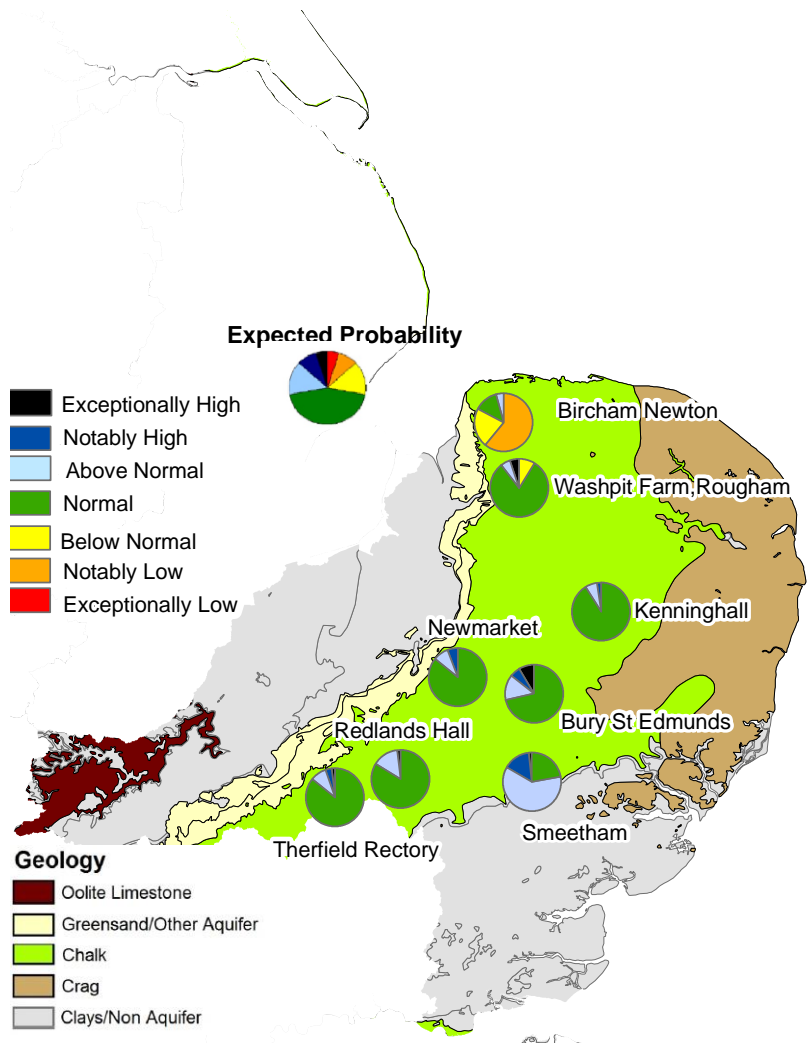 Expected Probability
Exceptionally High
Notably High
Above Normal
Normal
Below Normal
Notably Low
Exceptionally Low
Bircham Newton
Washpit Farm,Rougham
Kenninghall
Newmarket
Bury St Edmunds
Redlands Hall
Smeetham
Therfield Rectory
Geology
Oolite Limestone
Greensand/Other Aquifer
Chalk
Crag
Clays/Non Aquifer